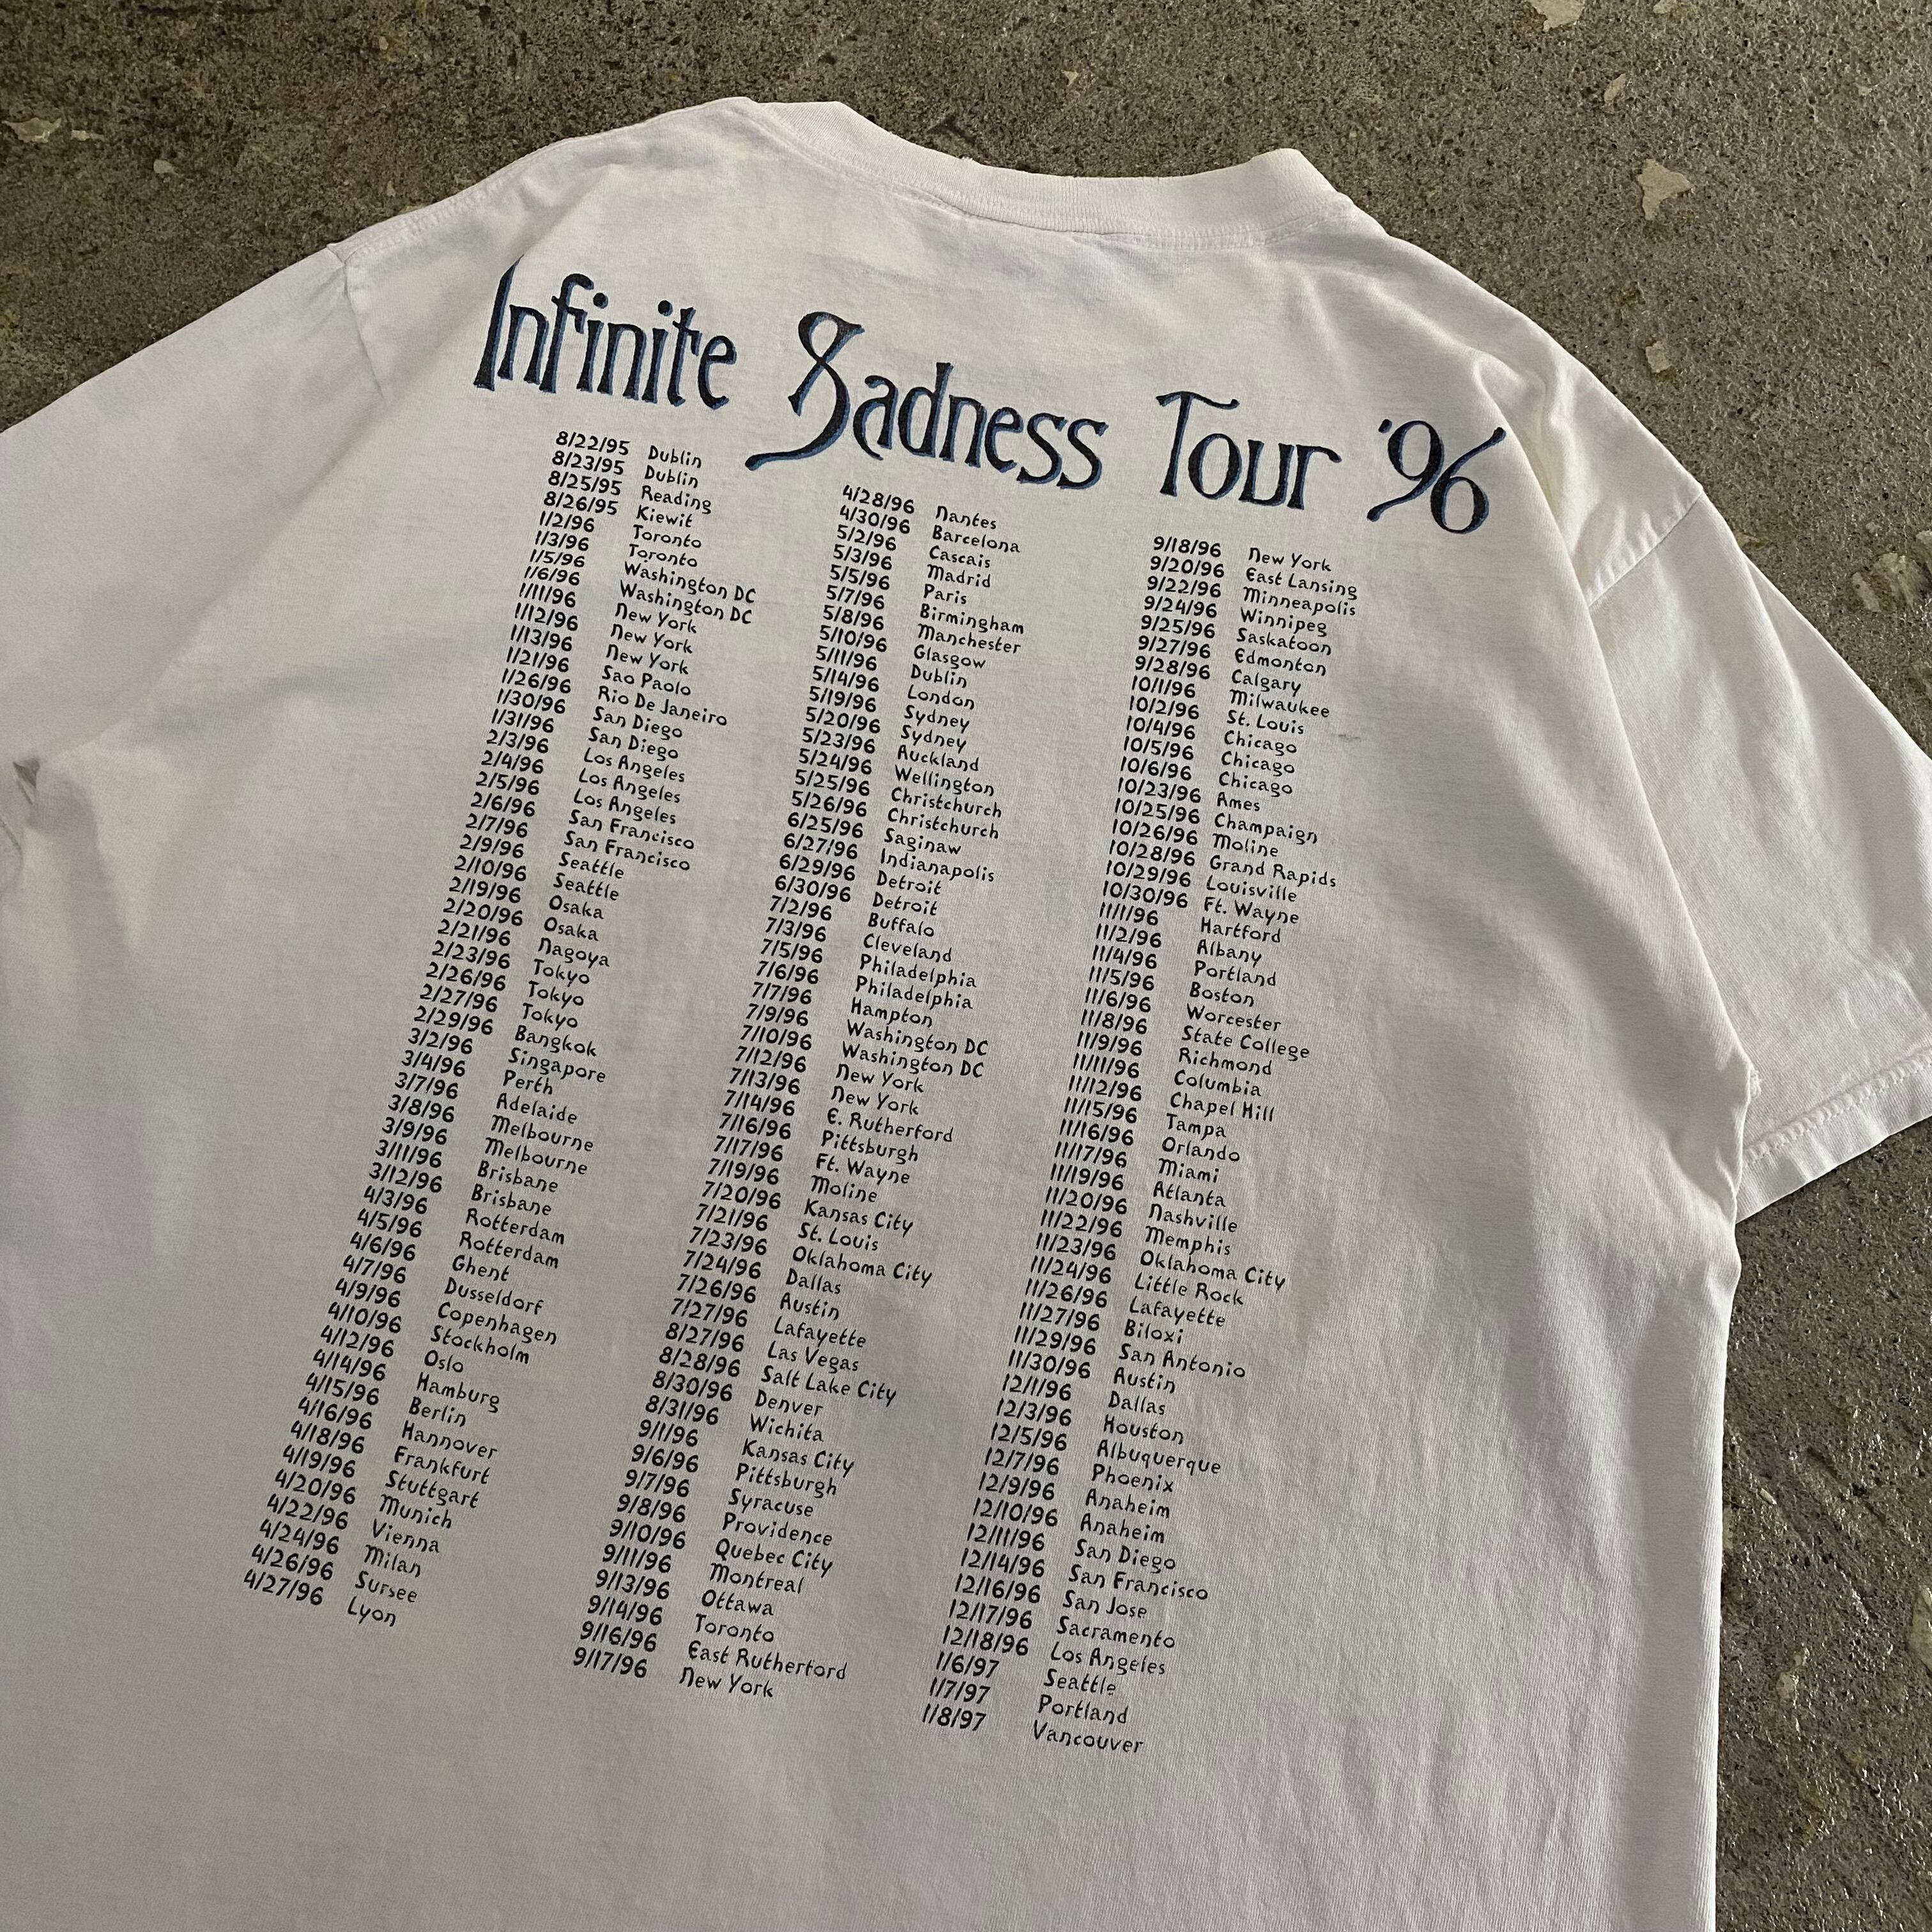 Infinite Sadness Tour '96
8/22/95 Dublin
8/23/95 Dublin
8/25/95 Reading
8/26/95 Kiewit
1/2/96 Toronto
1/3/96 Toronto
1/5/96 Washington DC
1/6/96 Washington DC
1/11/96 New York
1/12/96 New York
1/13/96 New York
1/21/96 Sao Paolo
1/26/96 Rio De Janeiro
1/30/96 San Diego
1/31/96 San Diego
2/3/96 Los Angeles
2/4/96 Los Angeles
2/5/96 Los Angeles
2/6/96 San Francisco
2/7/96 San Francisco
2/9/96 Seattle
2/10/96 Seattle
2/19/96 Osaka
2/20/96 Osaka
2/21/96 Nagoya
2/23/96 Tokyo
2/26/96 Tokyo
2/27/96 Tokyo
2/29/96 Bangkok
3/2/96 Singapore
3/4/96 Perth
3/7/96 Adelaide
3/8/96 Melbourne
3/9/96 Melbourne
3/11/96 Brisbane
3/12/96 Brisbane
4/3/96 Rotterdam
4/5/96 Rotterdam
4/6/96 Ghent
4/7/96 Dusseldorf
4/9/96 Copenhagen
4/10/96 Stockholm
4/12/96 Oslo
4/14/96 Hamburg
4/15/96 Berlin
4/16/96 Hannover
4/18/96 Frankfurt
4/19/96 Stuttgart
4/20/96 Munich
4/22/96 Vienna
4/24/96 Milan
4/26/96 Sursee
4/27/96 Lyon
4/28/96 Nantes
4/30/96 Barcelona
5/2/96 Cascais
5/3/96 Madrid
5/5/96 Paris
5/7/96 Birmingham
5/8/96 Manchester
5/10/96 Glasgow
5/11/96 Dublin
5/14/96 London
5/19/96 Sydney
5/20/96 Sydney
5/23/96 Auckland
5/24/96 Wellington
5/25/96 Christchurch
5/26/96 Christchurch
6/25/96 Saginaw
6/27/96 Indianapolis
6/29/96 Detroit
6/30/96 Detroit
7/2/96 Buffalo
7/3/96 Cleveland
7/5/96 Philadelphia
7/6/96 Philadelphia
7/7/96 Hampton
7/9/96 Washington DC
7/10/96 Washington DC
7/12/96 New York
7/13/96 New York
7/14/96 E. Rutherford
7/16/96 Pittsburgh
7/17/96 Ft. Wayne
7/19/96 Moline
7/20/96 Kansas City
7/21/96 St. Louis
7/23/96 Oklahoma City
7/24/96 Dallas
7/26/96 Austin
7/27/96 Lafayette
8/27/96 Las Vegas
8/28/96 Salt Lake City
8/30/96 Denver
8/31/96 Wichita
9/1/96 Kansas City
9/6/96 Pittsburgh
9/7/96 Syracuse
9/8/96 Providence
9/10/96 Quebec City
9/11/96 Montreal
9/13/96 Ottawa
9/14/96 Toronto
9/16/96 East Rutherford
9/17/96 New York
9/18/96 New York
9/20/96 East Lansing
9/22/96 Minneapolis
9/24/96 Winnipeg
9/25/96 Saskatoon
9/27/96 Edmonton
9/28/96 Calgary
10/1/96 Milwaukee
10/2/96 St. Louis
10/4/96 Chicago
10/5/96 Chicago
10/6/96 Chicago
10/23/96 Ames
10/25/96 Champaign
10/26/96 Moline
10/28/96 Grand Rapids
10/29/96 Louisville
10/30/96 Ft. Wayne
11/1/96 Hartford
11/2/96 Albany
11/4/96 Portland
11/5/96 Boston
11/6/96 Worcester
11/8/96 State College
11/9/96 Richmond
11/11/96 Columbia
11/12/96 Chapel Hill
11/15/96 Tampa
11/16/96 Orlando
11/17/96 Miami
11/19/96 Atlanta
11/20/96 Nashville
11/22/96 Memphis
11/23/96 Oklahoma City
11/24/96 Little Rock
11/26/96 Lafayette
11/27/96 Biloxi
11/29/96 San Antonio
11/30/96 Austin
12/1/96 Dallas
12/3/96 Houston
12/5/96 Albuquerque
12/7/96 Phoenix
12/9/96 Anaheim
12/10/96 Anaheim
12/11/96 San Diego
12/14/96 San Francisco
12/16/96 San Jose
12/17/96 Sacramento
12/18/96 Los Angeles
1/6/97 Seattle
1/7/97 Portland
1/8/97 Vancouver